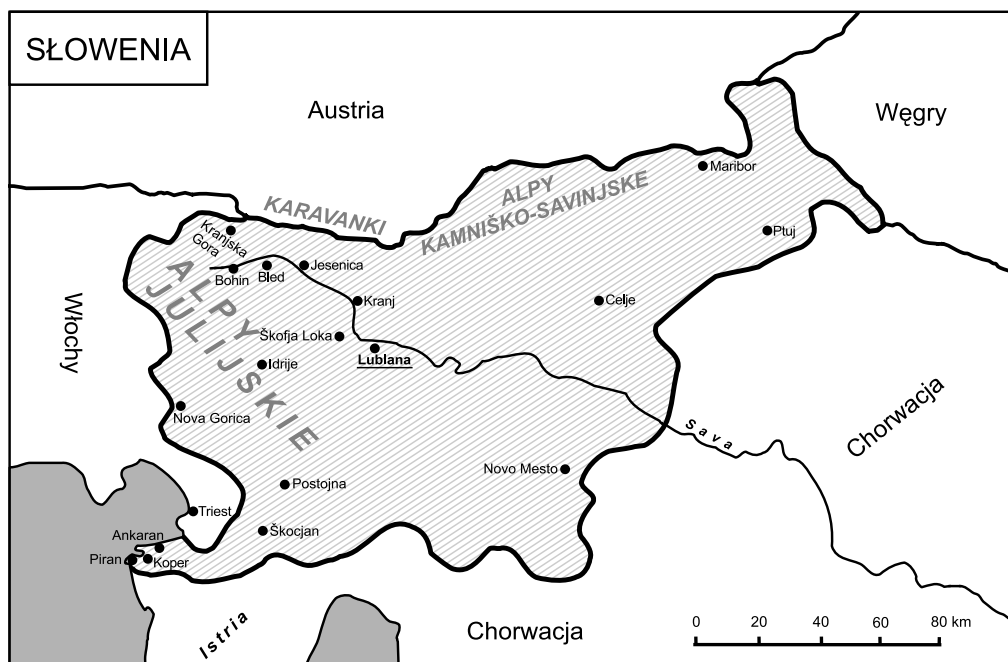 SŁOWENIA
Austria
Węgry
Maribor
ALPY
KAMNIŠKO-SAVINJSKE
KARAVANKI
Kranjska
Gora
Ptuj
Bohin
Bled
Jesenica
ALPY
JULIJSKIE
Kranj
Celje
Włochy
Škofja Loka
Lublana
Idrije
Nova Gorica
Sava
Chorwacja
Novo Mesto
Postojna
Triest
Škocjan
Ankaran
Piran
Koper
Istria
Chorwacja
0 20 40 60 80 km